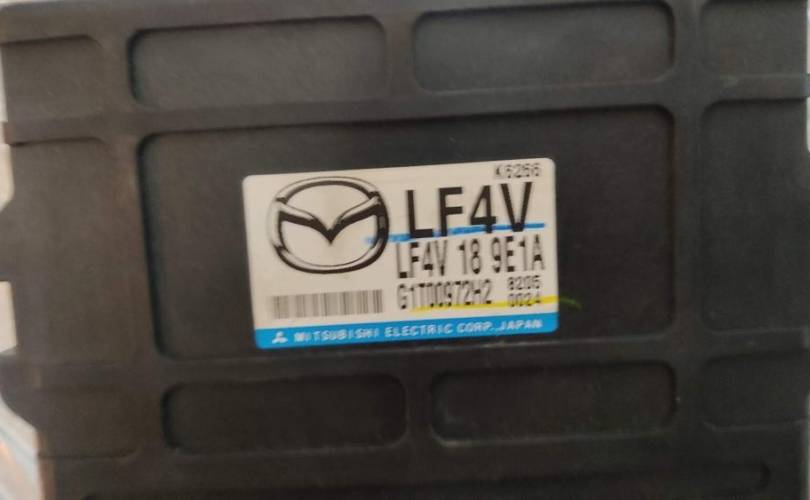 K6266
LF4V
LF4V 18 9E1A
G1T00972H2 8205
0024
MITSUBISHI ELECTRIC CORP., JAPAN